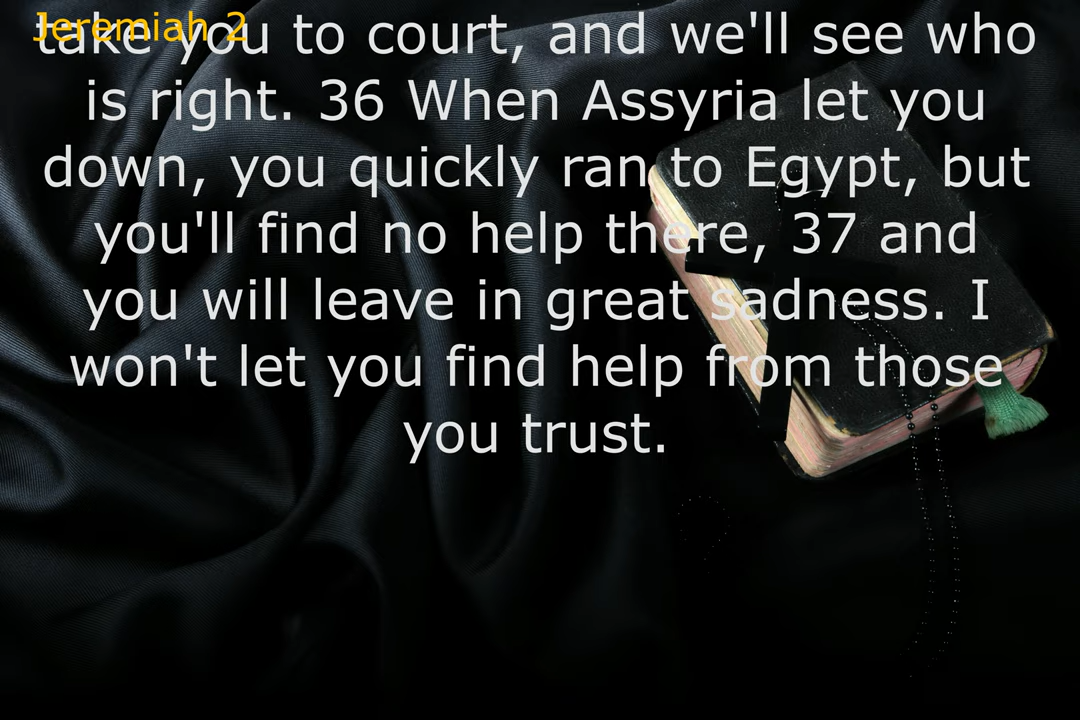 Jeremiah 2
take you to court, and we'll see who
is right. 36 When Assyria let you
down, you quickly ran to Egypt, but
you'll find no help there, 37 and
you will leave in great sadness. I
won't let you find help from those
you trust.